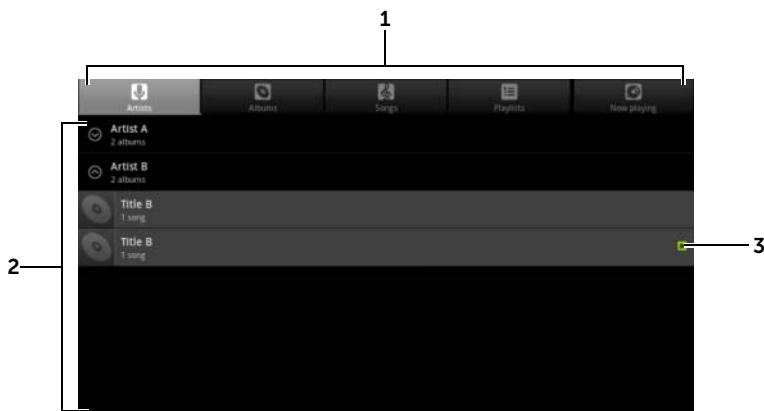 1
Artists Albums Songs Playlists Now playing
Artist A
2 albums
Artist B
2 albums
Title B
1 song
Title B
1 song
2
3